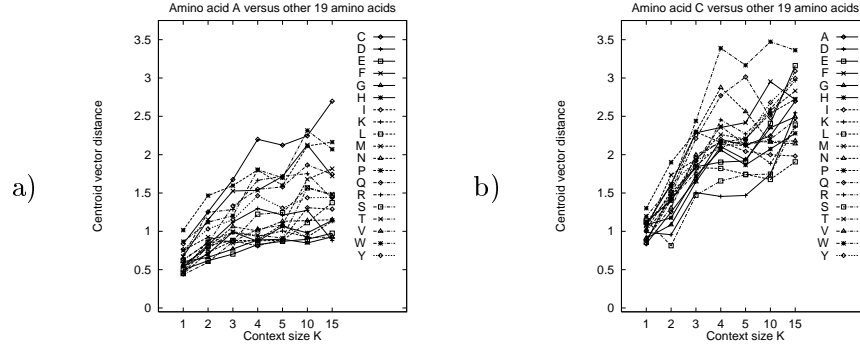 a)
Amino acid A versus other 19 amino acids
Centroid vector distance
3.5
3
2.5
2
1.5
1
0.5
0
C
D
E
F
G
H
I
K
L
M
N
P
Q
R
S
T
V
W
Y
1 2 3 4 5 10 15
Context size K
b)
Amino acid C versus other 19 amino acids
Centroid vector distance
3.5
3
2.5
2
1.5
1
0.5
0
A
D
E
F
G
H
I
K
L
M
N
P
Q
R
S
T
V
W
Y
1 2 3 4 5 10 15
Context size K